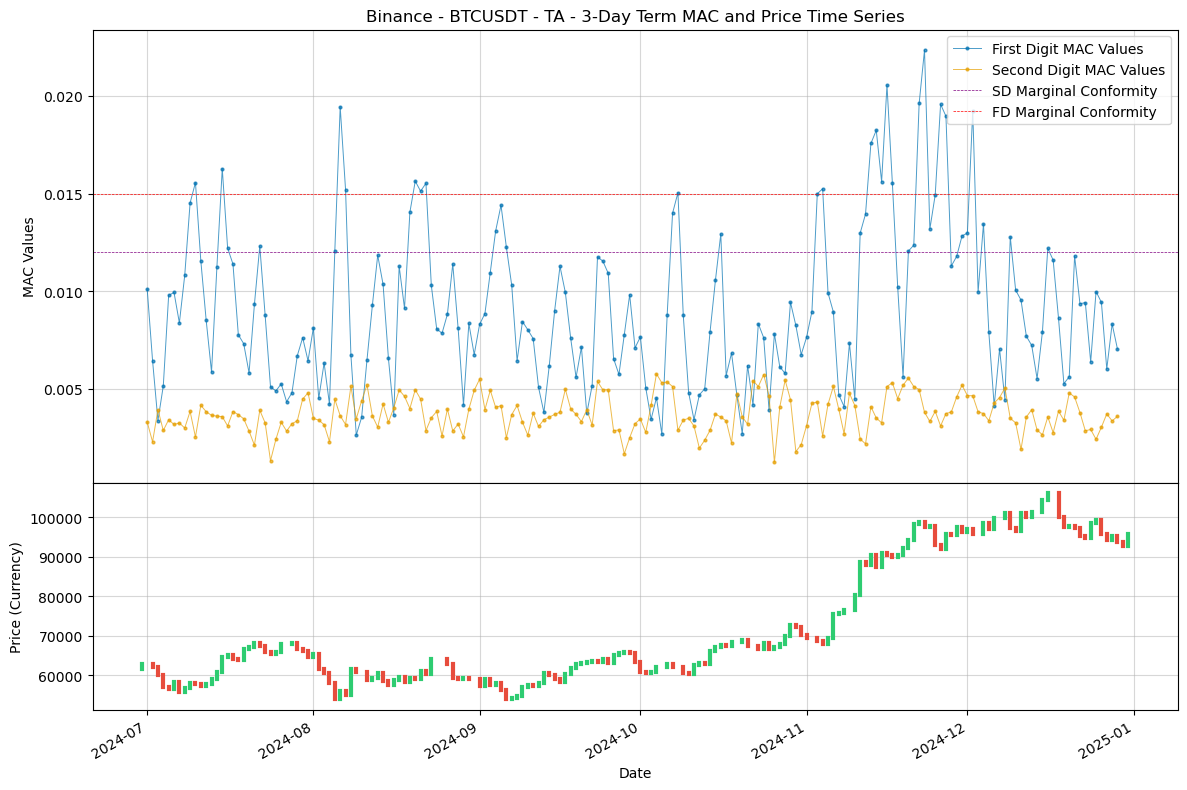 Binance - BTCUSDT - TA - 3-Day Term MAC and Price Time Series
First Digit MAC Values
Second Digit MAC Values
SD Marginal Conformity
FD Marginal Conformity
MAC Values
0.020
0.015
0.010
0.005
Price (Currency)
100000
90000
80000
70000
60000
2024-07
2024-08
2024-09
2024-10
2024-11
2024-12
2025-01
Date